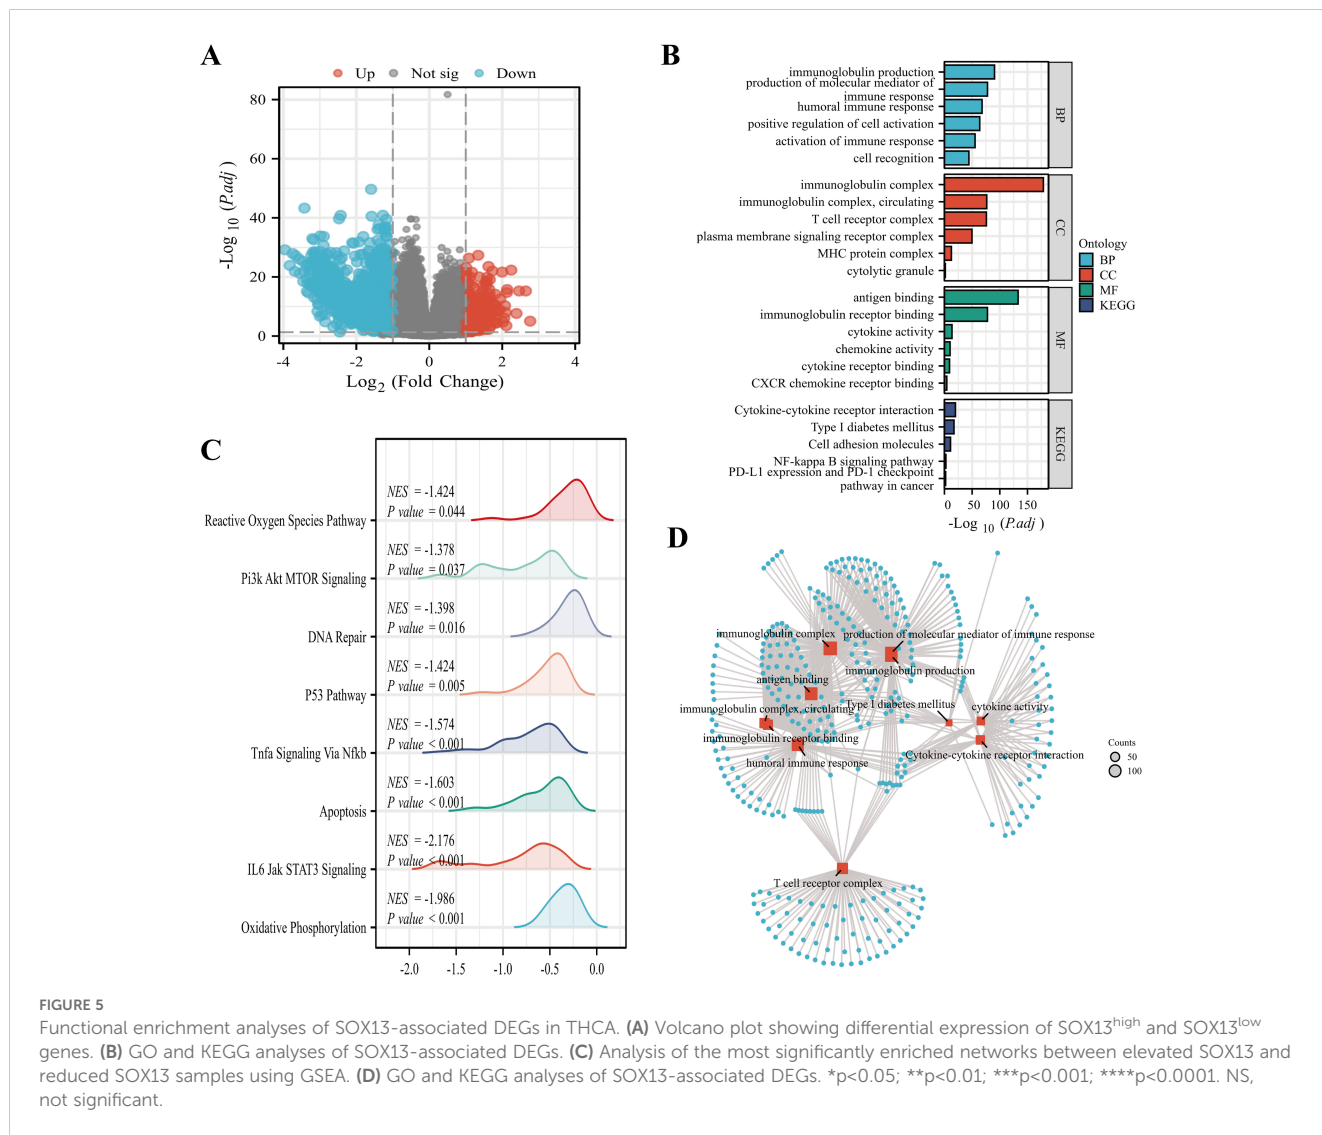 A
Up Not sig Down
80
60
40
20
0
-Log 10 (P.adj )
-4 -2 0 2 4
Log2 (Fold Change)
B
immunoglobulin production
production of molecular mediator of
immune response
humoral immune response
positive regulation of cell activation
activation of immune response
cell recognition
BP
immunoglobulin complex
immunoglobulin complex, circulating
T cell receptor complex
plasma membrane signaling receptor complex
MHC protein complex
cytolytic granule
CC
antigen binding
immunoglobulin receptor binding
cytokine activity
chemokine activity
cytokine receptor binding
CXCR chemokine receptor binding
MF
Cytokine-cytokine receptor interaction
Type I diabetes mellitus
Cell adhesion molecules
NF-kappa B signaling pathway
PD-L1 expression and PD-1 checkpoint
pathway in cancer
KEGG
0 50 100 150
-Log 10 (P.adj )
Ontology
BP
CC
MF
KEGG
C
NES = -1.424
P value = 0.044
Reactive Oxygen Species Pathway
NES = -1.378
P value = 0.037
Pi3k Akt MTOR Signaling
NES = -1.398
P value = 0.016
DNA Repair
NES = -1.424
P value = 0.005
P53 Pathway
NES = -1.574
P value < 0.001
Tnfa Signaling Via Nfkb
NES = -1.603
P value < 0.001
Apoptosis
NES = -2.176
P value < 0.001
IL6 Jak STAT3 Signaling
NES = -1.986
P value < 0.001
Oxidative Phosphorylation
-2.0 -1.5 -1.0 -0.5 0.0
D
immunoglobulin complex
production of molecular mediator of immune response
immunoglobulin production
antigen binding
immunoglobulin complex, circulating
Type I diabetes mellitus
cytokine activity
immunoglobulin receptor binding
humoral immune response
Cytokine-cytokine receptor interaction
T cell receptor complex
Counts
50
100
FIGURE 5
Functional enrichment analyses of SOX13-associated DEGs in THCA. (A) Volcano plot showing differential expression of SOX13high and SOX13low
genes. (B) GO and KEGG analyses of SOX13-associated DEGs. (C) Analysis of the most significantly enriched networks between elevated SOX13 and
reduced SOX13 samples using GSEA. (D) GO and KEGG analyses of SOX13-associated DEGs. *p<0.05; **p<0.01; ***p<0.001; ****p<0.0001. NS,
not significant.